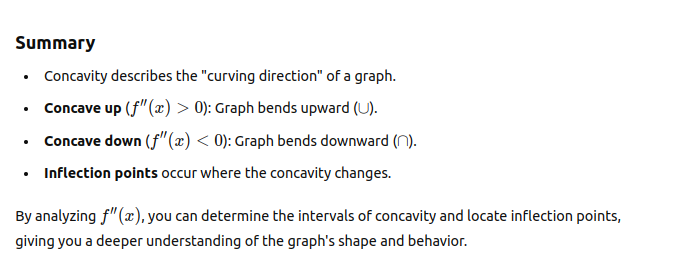 Summary
• Concavity describes the "curving direction" of a graph.
• Concave up (f′′(x) > 0): Graph bends upward (∪).
• Concave down (f′′(x) < 0): Graph bends downward (∩).
• Inflection points occur where the concavity changes.
By analyzing f′′(x), you can determine the intervals of concavity and locate inflection points,
giving you a deeper understanding of the graph's shape and behavior.